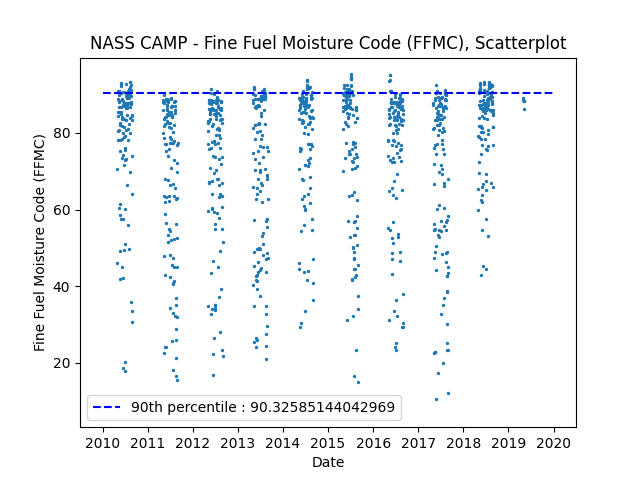 NASS CAMP - Fine Fuel Moisture Code (FFMC), Scatterplot
Fine Fuel Moisture Code (FFMC)
80
60
40
20
90th percentile : 90.32585144042969
2010 2011 2012 2013 2014 2015 2016 2017 2018 2019 2020
Date